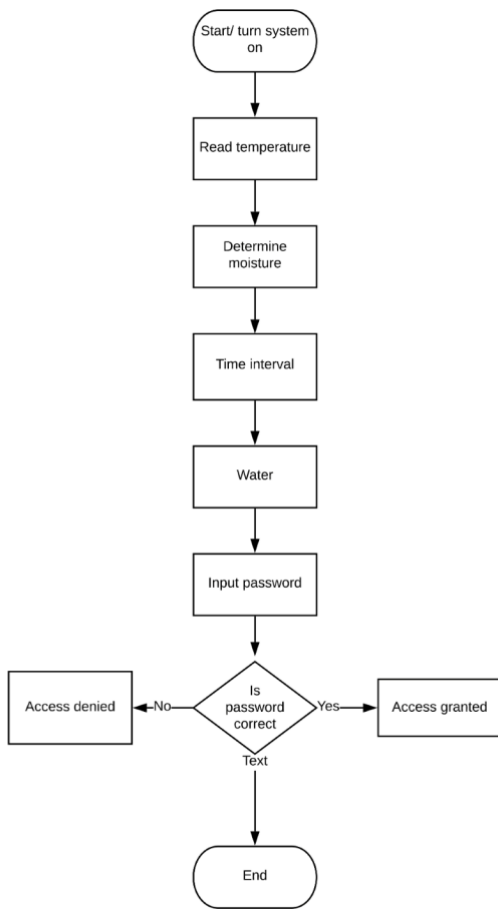 Start/ turn system
on
Read temperature
Determine
moisture
Time interval
Water
Input password
Is
password
correct
Access denied
No
Yes
Access granted
Text
End